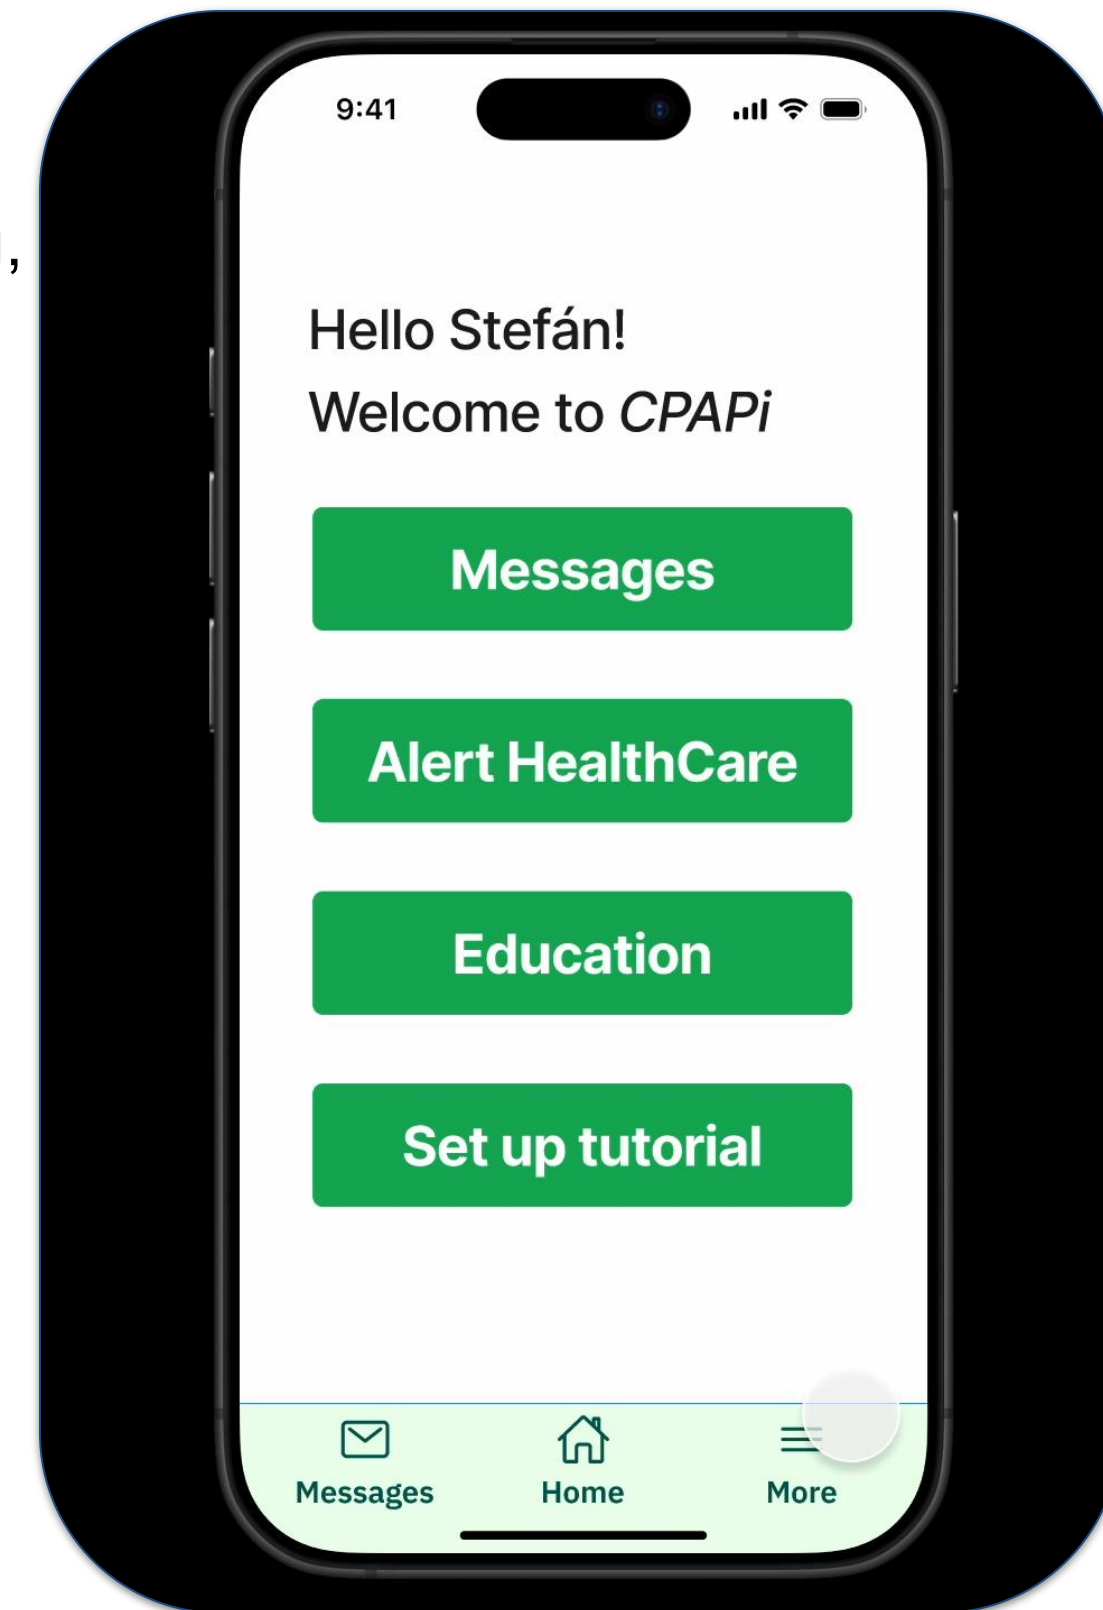 9:41
Hello Stefán!
Welcome to CPAPi
Messages
Alert HealthCare
Education
Set up tutorial
Messages
Home
More